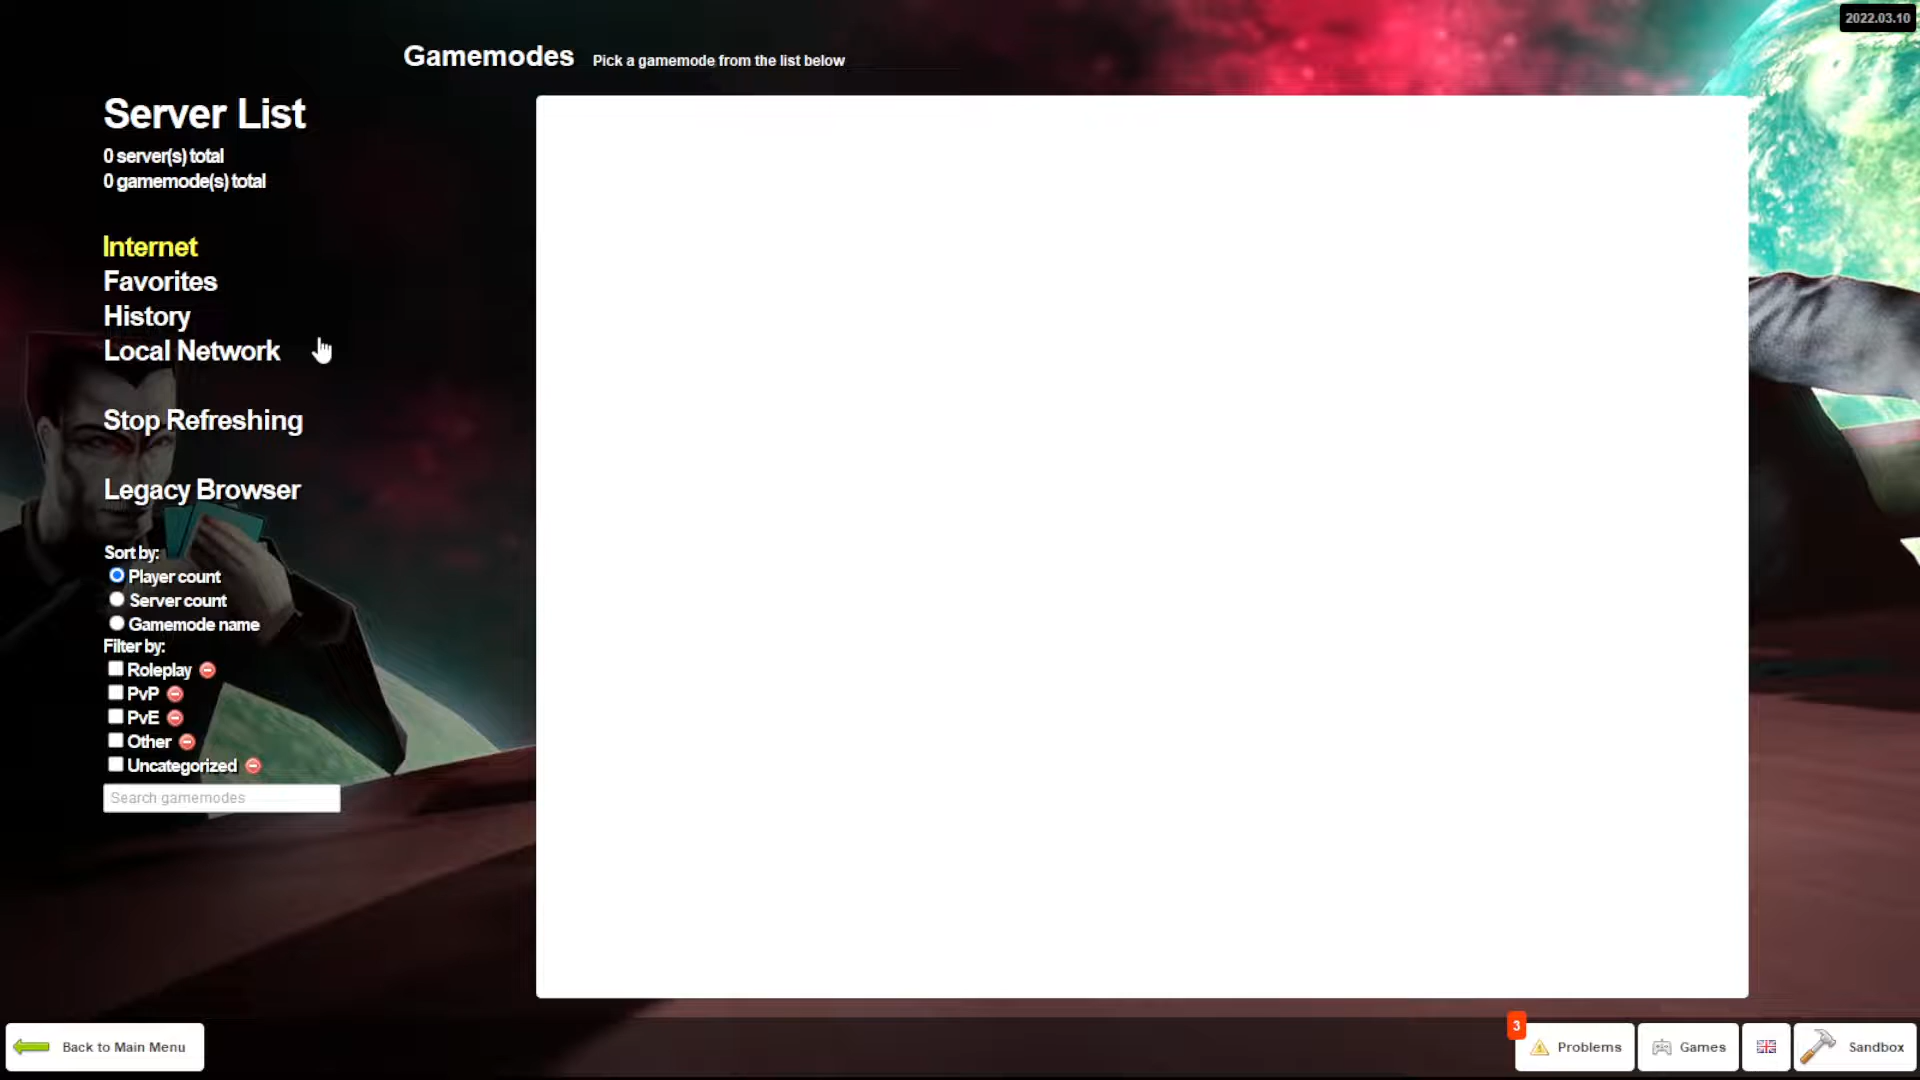 2022.03.10
Gamemodes Pick a gamemode from the list below
Server List
0 server(s) total
0 gamemode(s) total
Internet
Favorites
History
Local Network
Stop Refreshing
Legacy Browser
Sort by:
Player count
Server count
Gamemode name
Filter by:
Roleplay
PvP
PvE
Other
Uncategorized
Search gamemodes
Back to Main Menu
3
Problems
Games
Sandbox